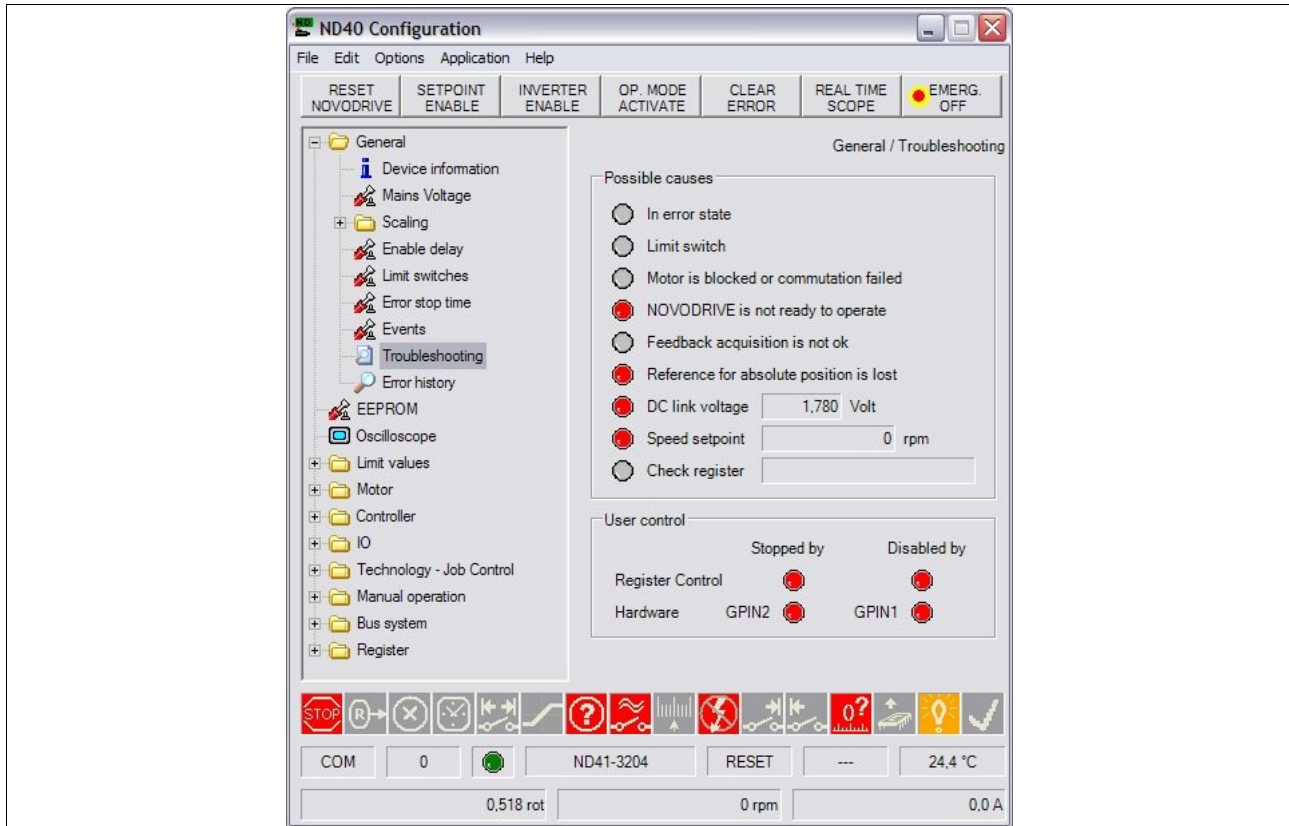 ND40 Configuration
File Edit Options Application Help
RESET NOVODRIVE
SETPOINT ENABLE
INVERTER ENABLE
OP. MODE ACTIVATE
CLEAR ERROR
REAL TIME SCOPE
EMERG. OFF
General
Device information
Mains Voltage
Scaling
Enable delay
Limit switches
Error stop time
Events
Troubleshooting
Error history
EEPROM
Oscilloscope
Limit values
Motor
Controller
IO
Technology - Job Control
Manual operation
Bus system
Register
General / Troubleshooting
Possible causes
In error state
Limit switch
Motor is blocked or commutation failed
NOVODRIVE is not ready to operate
Feedback acquisition is not ok
Reference for absolute position is lost
DC link voltage 1,780 Volt
Speed setpoint 0 rpm
Check register
User control
Stopped by Disabled by
Register Control
Hardware GPIN2 GPIN1
STOP R ? 0?
COM 0 ND41-3204 RESET --- 24,4 °C
0,518 rot 0 rpm 0,0 A